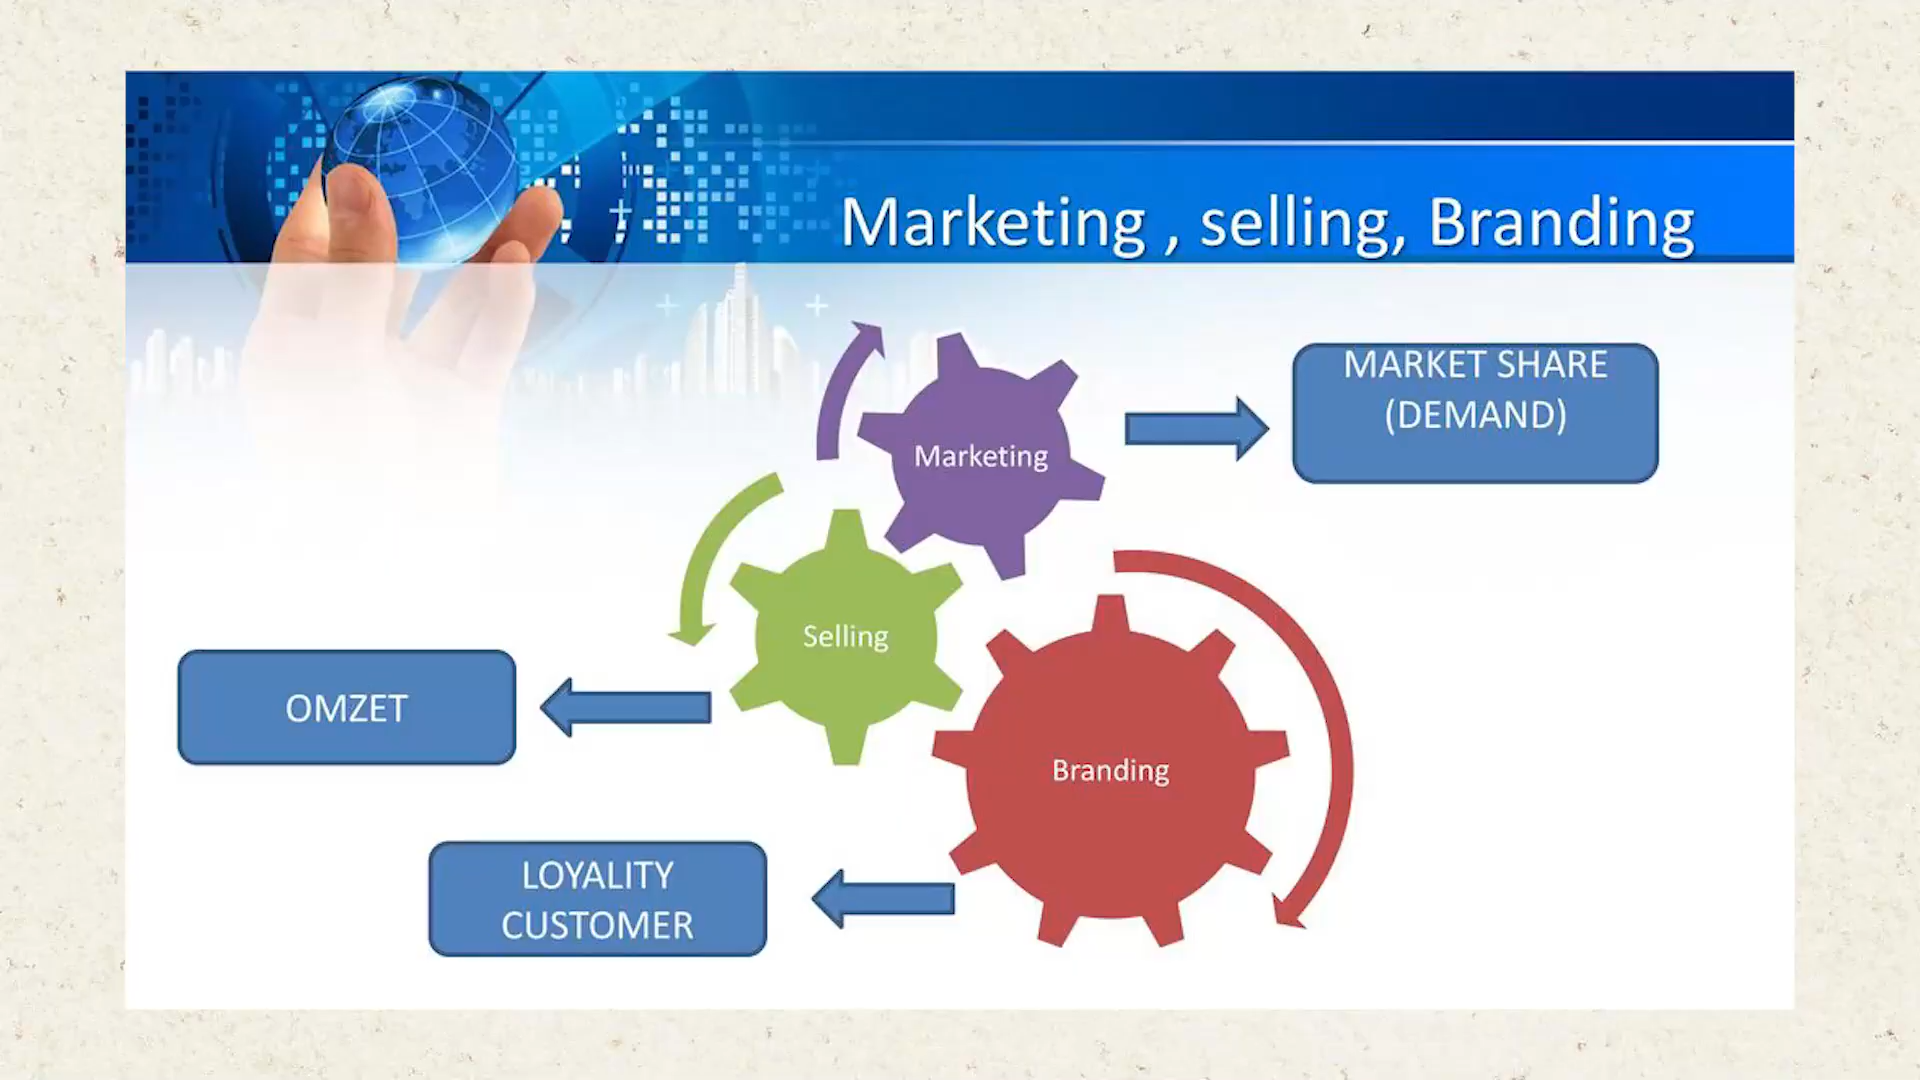 Marketing , selling, Branding
MARKET SHARE
(DEMAND)
Marketing
Selling
OMZET
Branding
LOYALITY
CUSTOMER